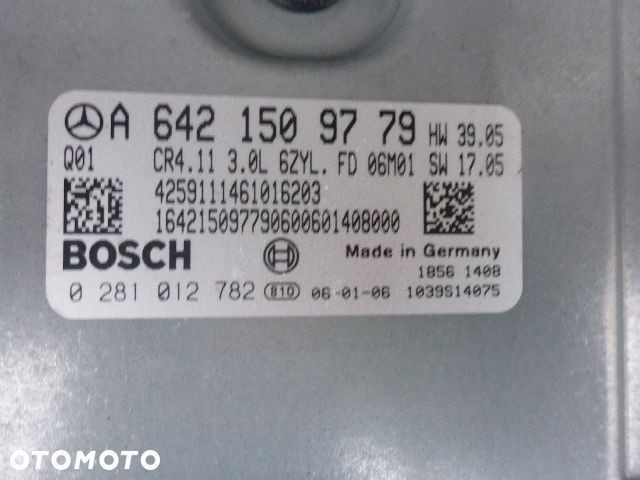 A 642 150 97 79 HW 39.05
Q01 CR4.11 3.0L 6ZYL. FD 06M01 SW 17.05
4259111461016203
16421509779060060140800​0
BOSCH Made in Germany
1856 1408
0 281 012 782 810 06-01-06 1039S14075
OTOMOTO